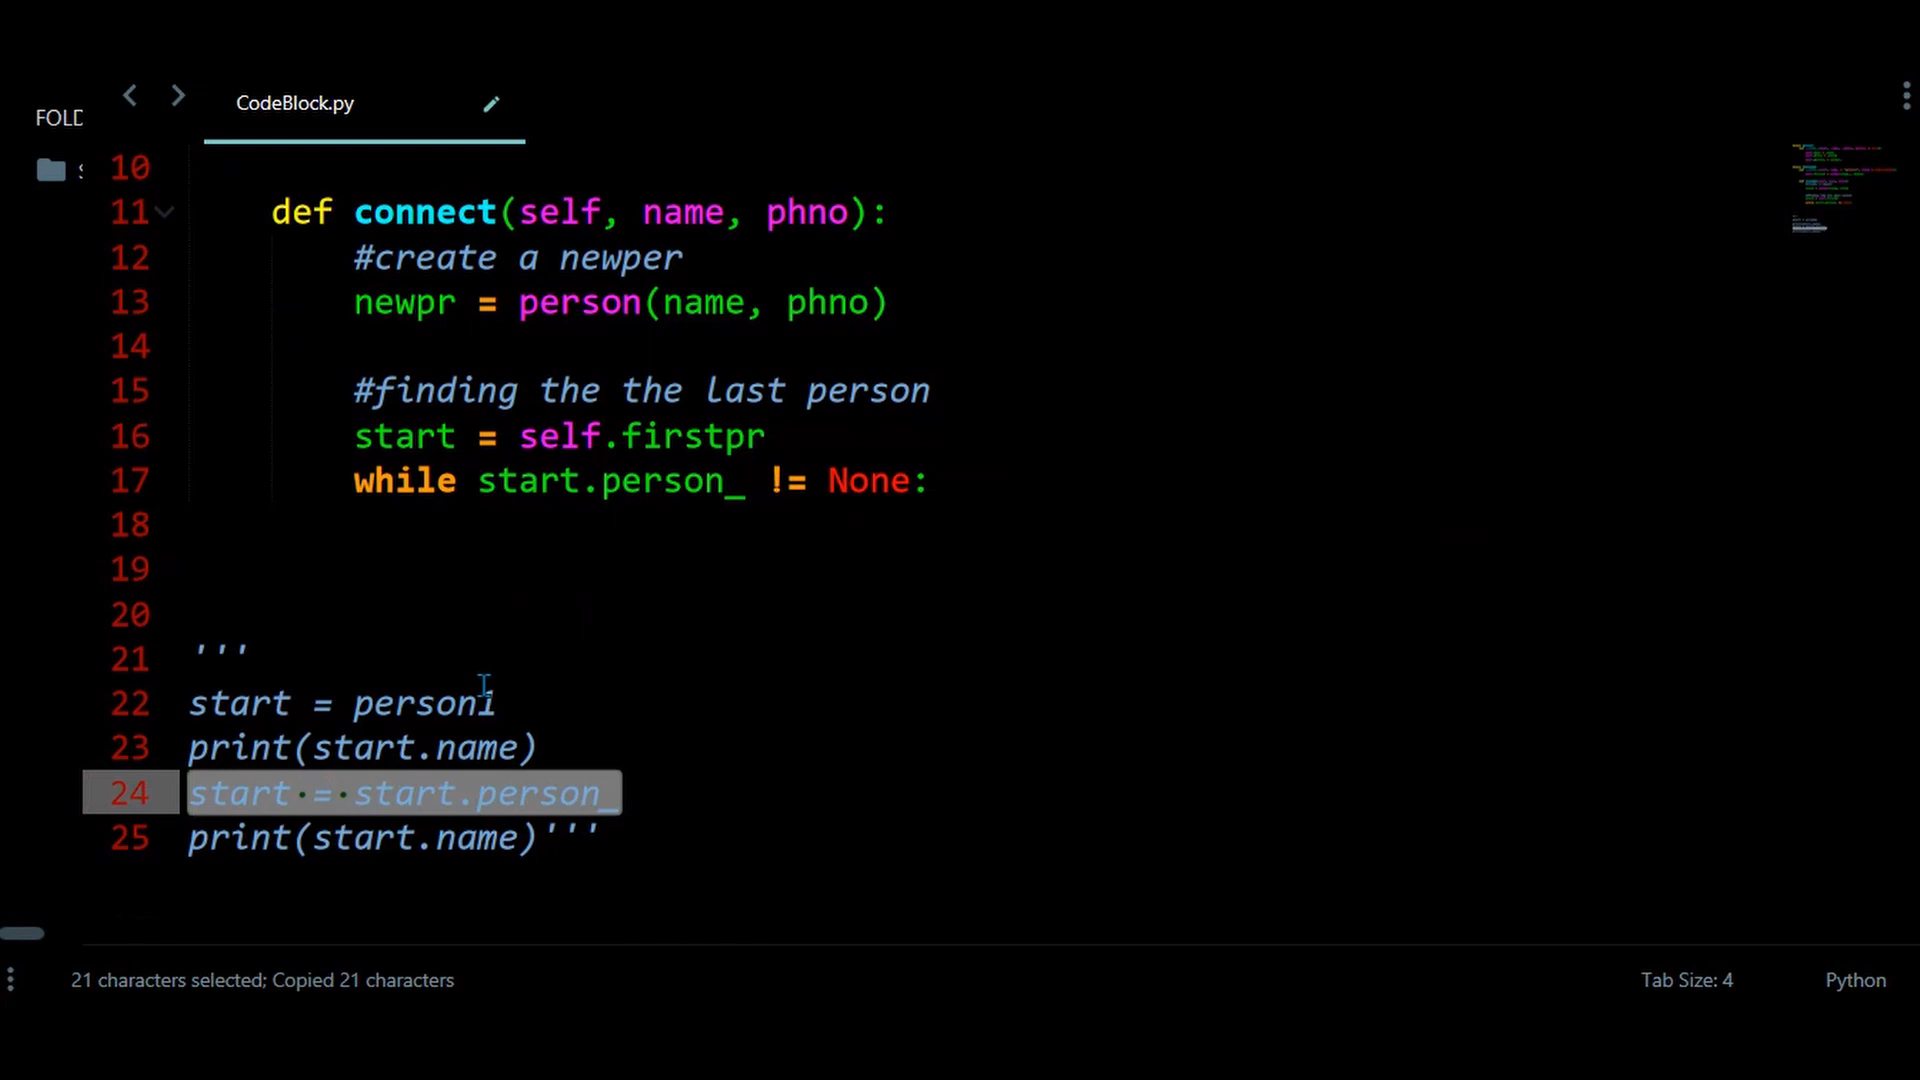 FOLD
CodeBlock.py
10
11 def connect(self, name, phno):
12 #create a newper
13 newpr = person(name, phno)
14
15 #finding the the last person
16 start = self.firstpr
17 while start.person_ != None:
18
19
20
21 '''
22 start = person1
23 print(start.name)
24 start = start.person_
25 print(start.name)'''
21 characters selected; Copied 21 characters
Tab Size: 4
Python